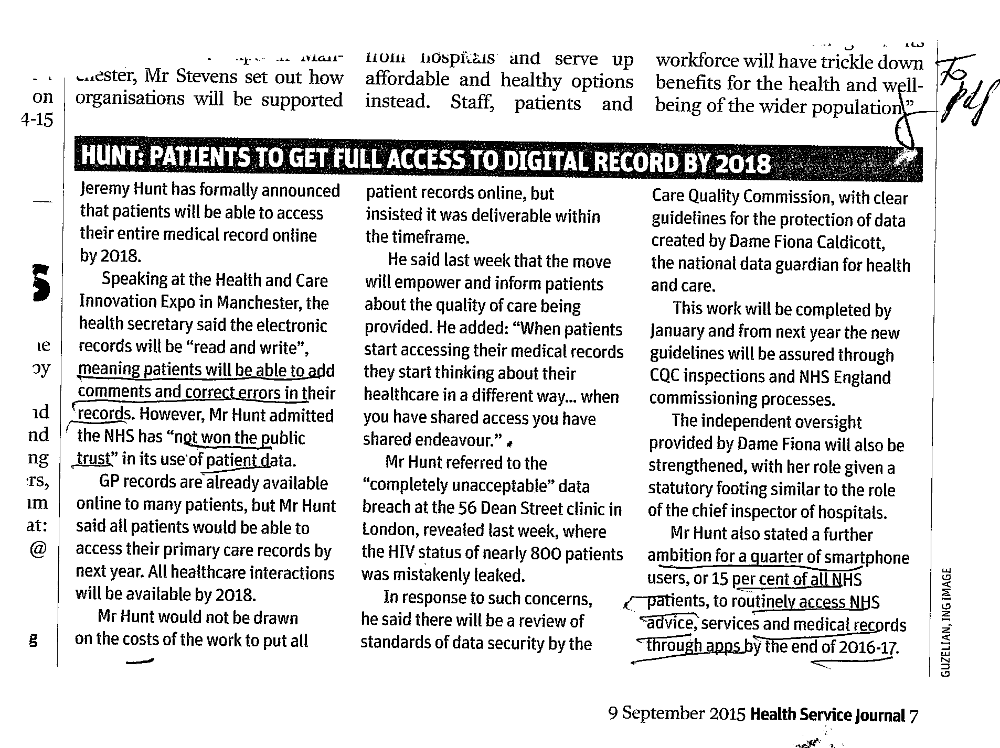 chester, Mr Stevens set out how
organisations will be supported
from hospitals and serve up
affordable and healthy options
instead. Staff, patients and
workforce will have trickle down
benefits for the health and well-
being of the wider population.”
To
pdf
on
4-15
HUNT: PATIENTS TO GET FULL ACCESS TO DIGITAL RECORD BY 2018
Jeremy Hunt has formally announced
that patients will be able to access
their entire medical record online
by 2018.
Speaking at the Health and Care
Innovation Expo in Manchester, the
health secretary said the electronic
records will be “read and write”,
meaning patients will be able to add
comments and correct errors in their
records. However, Mr Hunt admitted
the NHS has “not won the public
trust” in its use of patient data.
GP records are already available
online to many patients, but Mr Hunt
said all patients would be able to
access their primary care records by
next year. All healthcare interactions
will be available by 2018.
Mr Hunt would not be drawn
on the costs of the work to put all
patient records online, but
insisted it was deliverable within
the timeframe.
He said last week that the move
will empower and inform patients
about the quality of care being
provided. He added: “When patients
start accessing their medical records
they start thinking about their
healthcare in a different way... when
you have shared access you have
shared endeavour.”
Mr Hunt referred to the
“completely unacceptable” data
breach at the 56 Dean Street clinic in
London, revealed last week, where
the HIV status of nearly 800 patients
was mistakenly leaked.
In response to such concerns,
he said there will be a review of
standards of data security by the
Care Quality Commission, with clear
guidelines for the protection of data
created by Dame Fiona Caldicott,
the national data guardian for health
and care.
This work will be completed by
January and from next year the new
guidelines will be assured through
CQC inspections and NHS England
commissioning processes.
The independent oversight
provided by Dame Fiona will also be
strengthened, with her role given a
statutory footing similar to the role
of the chief inspector of hospitals.
Mr Hunt also stated a further
ambition for a quarter of smartphone
users, or 15 per cent of all NHS
patients, to routinely access NHS
advice, services and medical records
through apps by the end of 2016-17.
GUZELIAN, ING IMAGE
9 September 2015 Health Service Journal 7